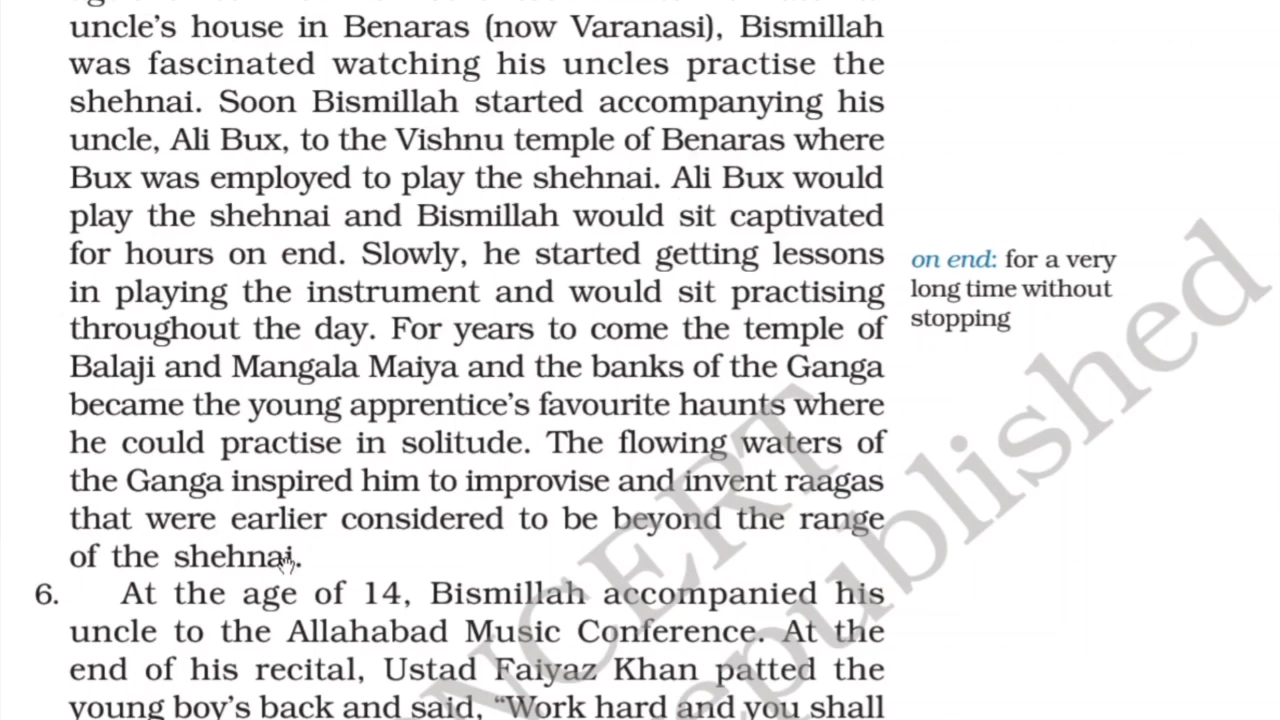 uncle's house in Benaras (now Varanasi), Bismillah
was fascinated watching his uncles practise the
shehnai. Soon Bismillah started accompanying his
uncle, Ali Bux, to the Vishnu temple of Benaras where
Bux was employed to play the shehnai. Ali Bux would
play the shehnai and Bismillah would sit captivated
for hours on end. Slowly, he started getting lessons
in playing the instrument and would sit practising
throughout the day. For years to come the temple of
Balaji and Mangala Maiya and the banks of the Ganga
became the young apprentice's favourite haunts where
he could practise in solitude. The flowing waters of
the Ganga inspired him to improvise and invent raagas
that were earlier considered to be beyond the range
of the shehnai.
6. At the age of 14, Bismillah accompanied his
uncle to the Allahabad Music Conference. At the
end of his recital, Ustad Faiyaz Khan patted the
young boy's back and said, “Work hard and you shall
on end: for a very
long time without
stopping
NCERT
republished